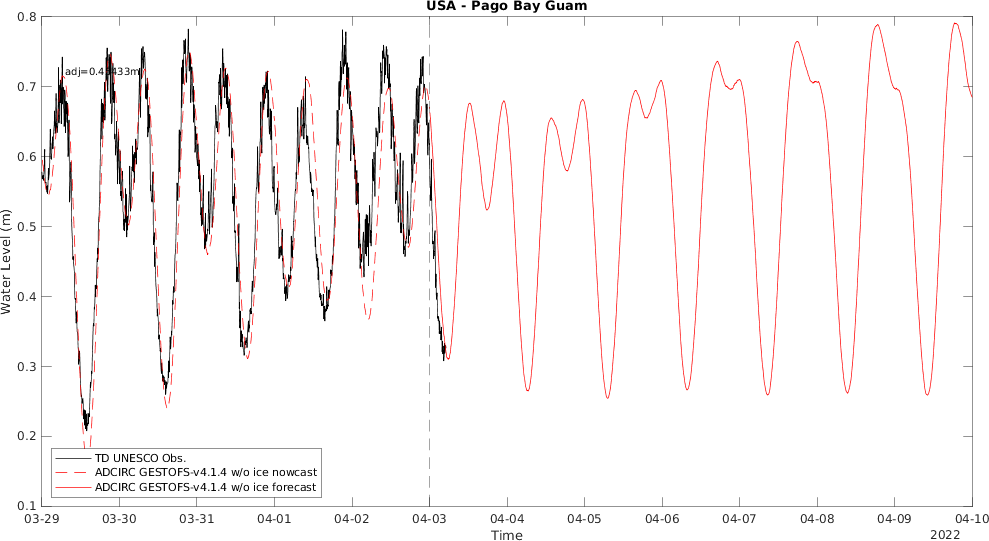 USA - Pago Bay Guam
0.8
0.7
0.6
0.5
0.4
0.3
0.2
0.1
Water Level (m)
TD UNESCO Obs.
ADCIRC GESTOFS-v4.1.4 w/o ice nowcast
ADCIRC GESTOFS-v4.1.4 w/o ice forecast
03-29 03-30 03-31 04-01 04-02 04-03 04-04 04-05 04-06 04-07 04-08 04-09 04-10
Time
2022